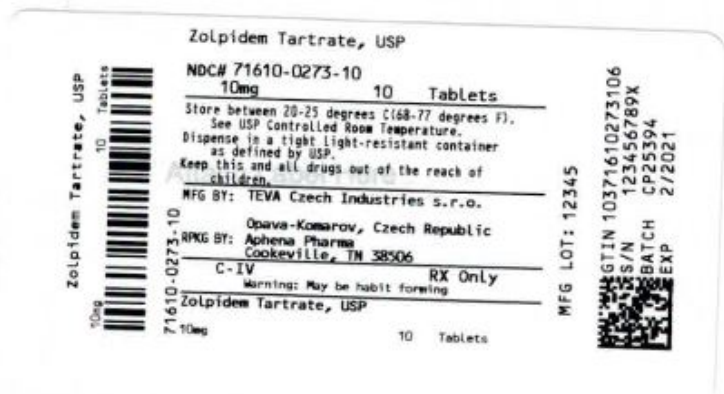 Zolpidem Tartrate, USP
NDC# 71610-0273-10
10mg 10 Tablets
Store between 20-25 degrees C(68-77 degrees F).
See USP Controlled Room Temperature.
Dispense in a tight light-resistant container
as defined by USP.
Keep this and all drugs out of the reach of
children.
MFG BY: TEVA Czech Industries s.r.o.
Opava-Komarov, Czech Republic
RPKG BY: Aphena Pharma
Cookeville, TN 38506
C-IV RX Only
Warning: May be habit forming
Zolpidem Tartrate, USP
10mg 10 Tablets
Zolpidem Tartrate, USP
10mg 10 Tablets
71610-0273-10
MFG LOT: 12345
GTIN 10371610273106
S/N 123456789X
BATCH CP25394
EXP 2/2021